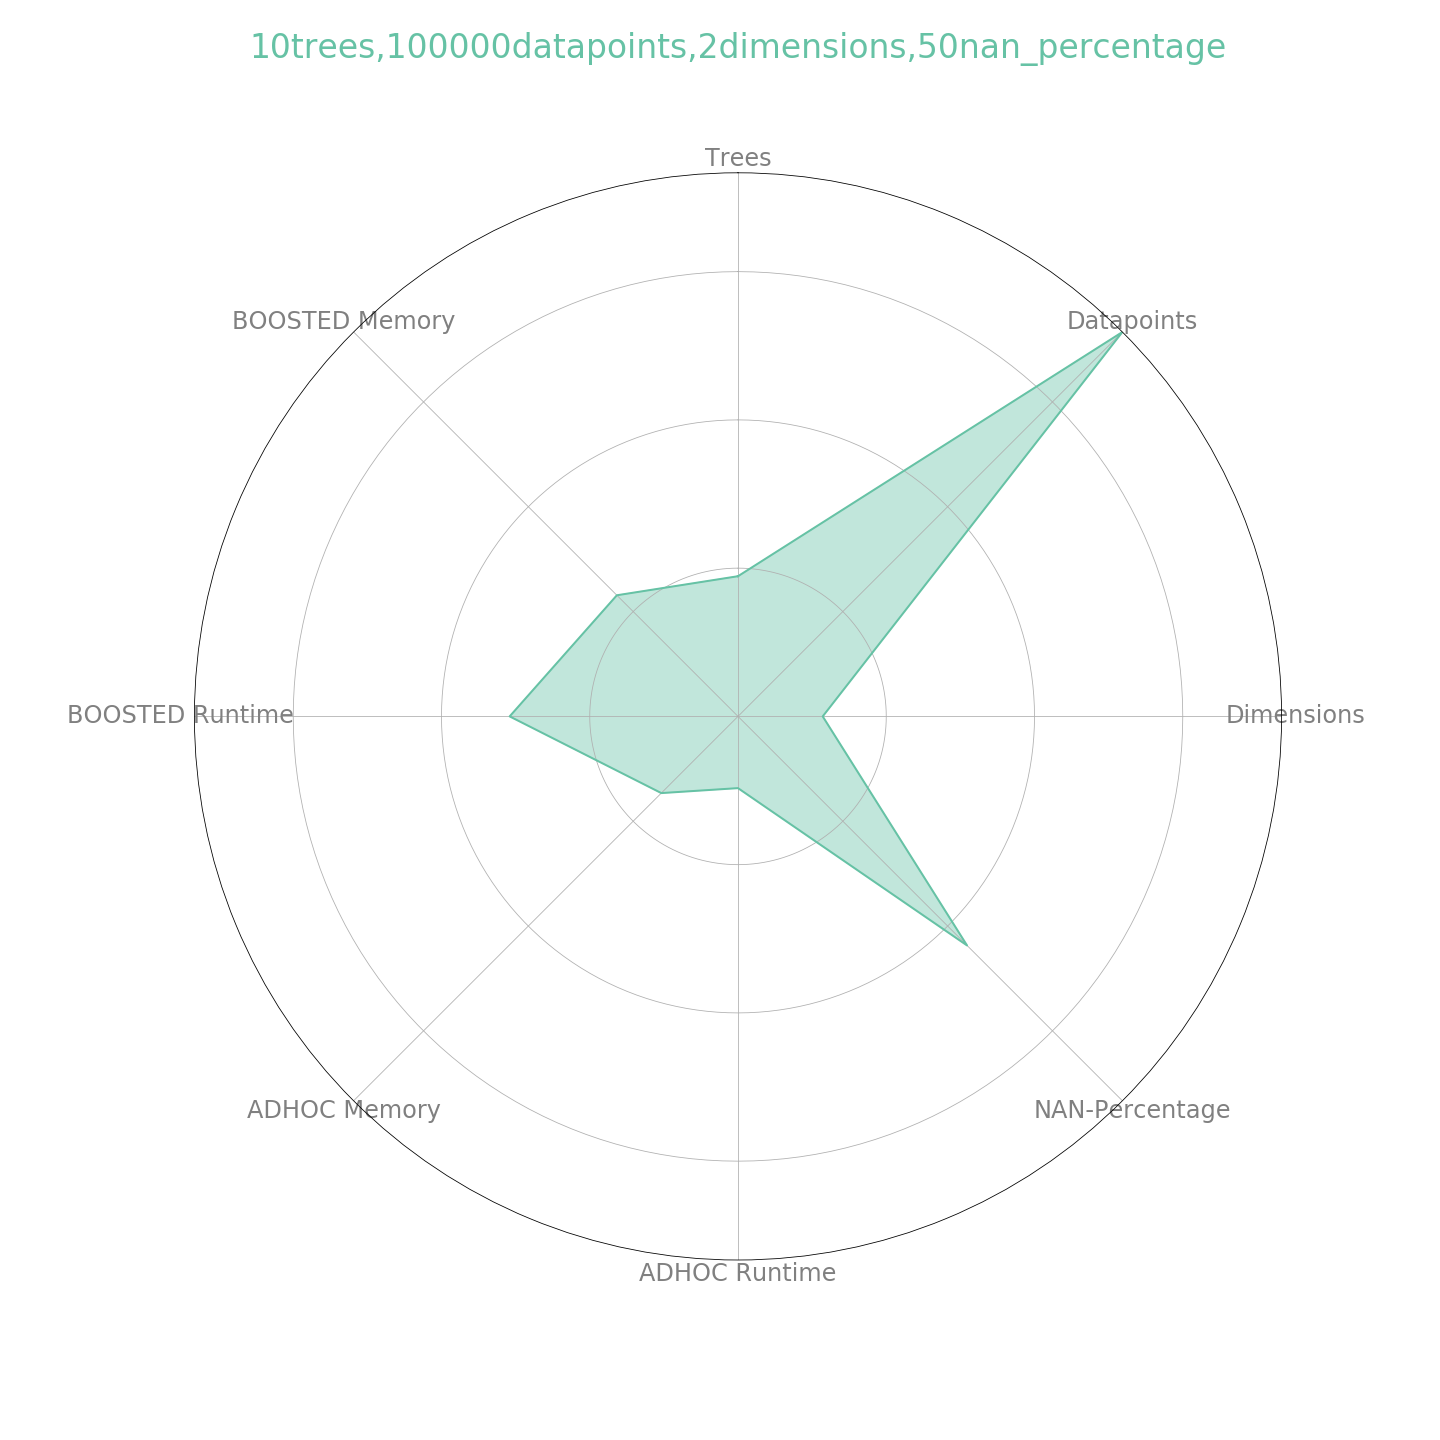 10trees,100000datapoints,2dimensions,50nan_percentage
Trees
BOOSTED Memory
Datapoints
BOOSTED Runtime
Dimensions
ADHOC Memory
NAN-Percentage
ADHOC Runtime